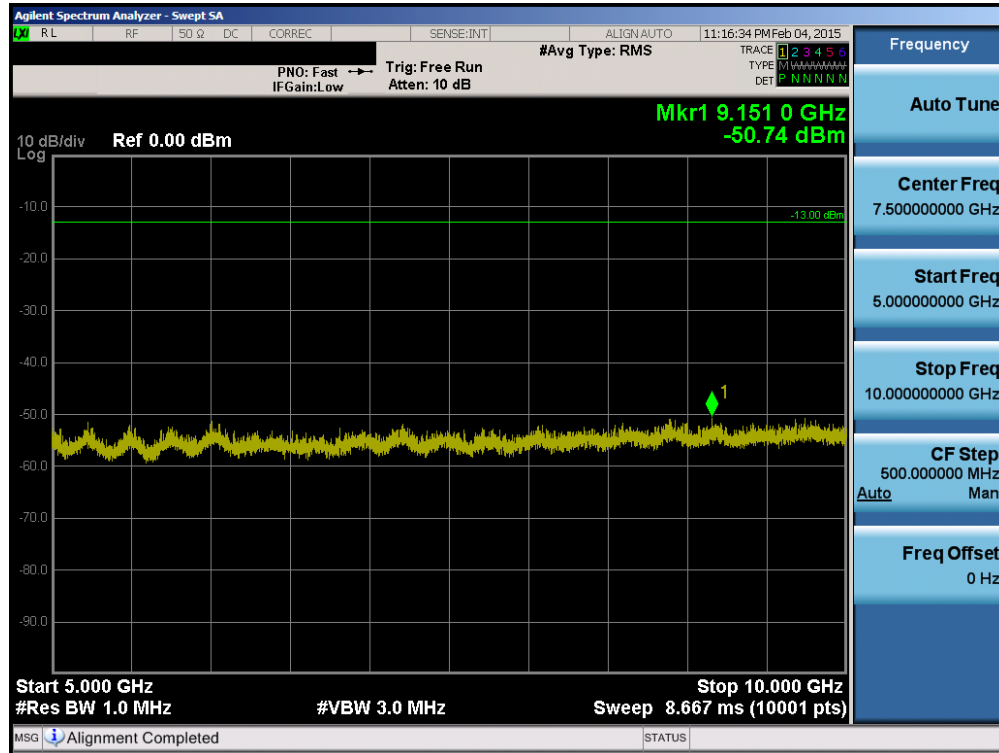 Agilent Spectrum Analyzer - Swept SA
LXI RL RF 50 Ω DC CORREC SENSE:INT ALIGN AUTO 11:16:34 PM Feb 04, 2015
#Avg Type: RMS
TRACE 1 2 3 4 5 6
PNO: Fast
Trig: Free Run
TYPE M WWWWW
IFGain:Low
Atten: 10 dB
DET P N N N N N
Frequency
Mkr1 9.151 0 GHz
-50.74 dBm
10 dB/div
Log
Ref 0.00 dBm
-10.0
-13.00 dBm
-20.0
-30.0
-40.0
-50.0
1
-60.0
-70.0
-80.0
-90.0
Start 5.000 GHz
Stop 10.000 GHz
#Res BW 1.0 MHz
#VBW 3.0 MHz
Sweep 8.667 ms (10001 pts)
Auto Tune
Center Freq
7.500000000 GHz
Start Freq
5.000000000 GHz
Stop Freq
10.000000000 GHz
CF Step
500.000000 MHz
Auto Man
Freq Offset
0 Hz
MSG Alignment Completed
STATUS